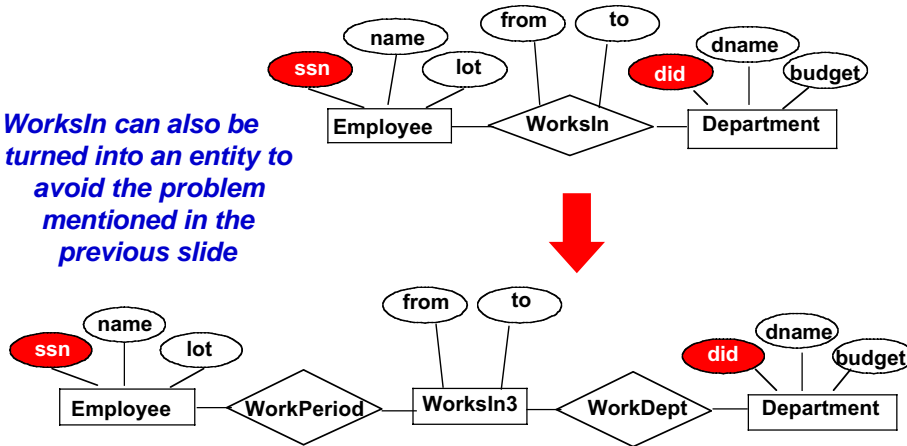 from
to
name
dname
ssn
lot
did
budget
Employee
WorksIn
Department
WorksIn can also be
turned into an entity to
avoid the problem
mentioned in the
previous slide
from
to
name
dname
ssn
lot
did
budget
Employee
WorkPeriod
WorksIn3
WorkDept
Department